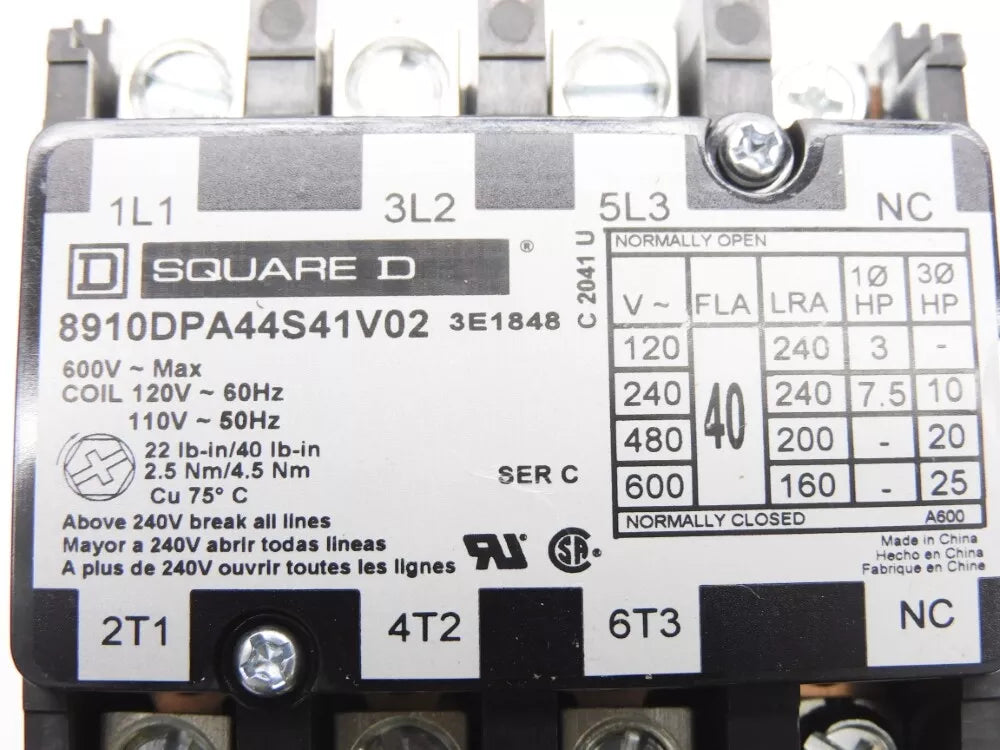 1L1 3L2 5L3 NC
D SQUARE D ®
8910DPA44S41V02 3E1848
C 2041 U
600V ~ Max
COIL 120V ~ 60Hz
110V ~ 50Hz
22 lb-in/40 lb-in
2.5 Nm/4.5 Nm
Cu 75° C
SER C
Above 240V break all lines
Mayor a 240V abrir todas lineas
A plus de 240V ouvrir toutes les lignes
NORMALLY OPEN
V ~ FLA LRA 1Ø HP 3Ø HP
120 40 240 3 -
240 240 7.5 10
480 200 - 20
600 160 - 25
NORMALLY CLOSED A600
Made in China
Hecho en China
Fabrique en Chine
2T1 4T2 6T3 NC